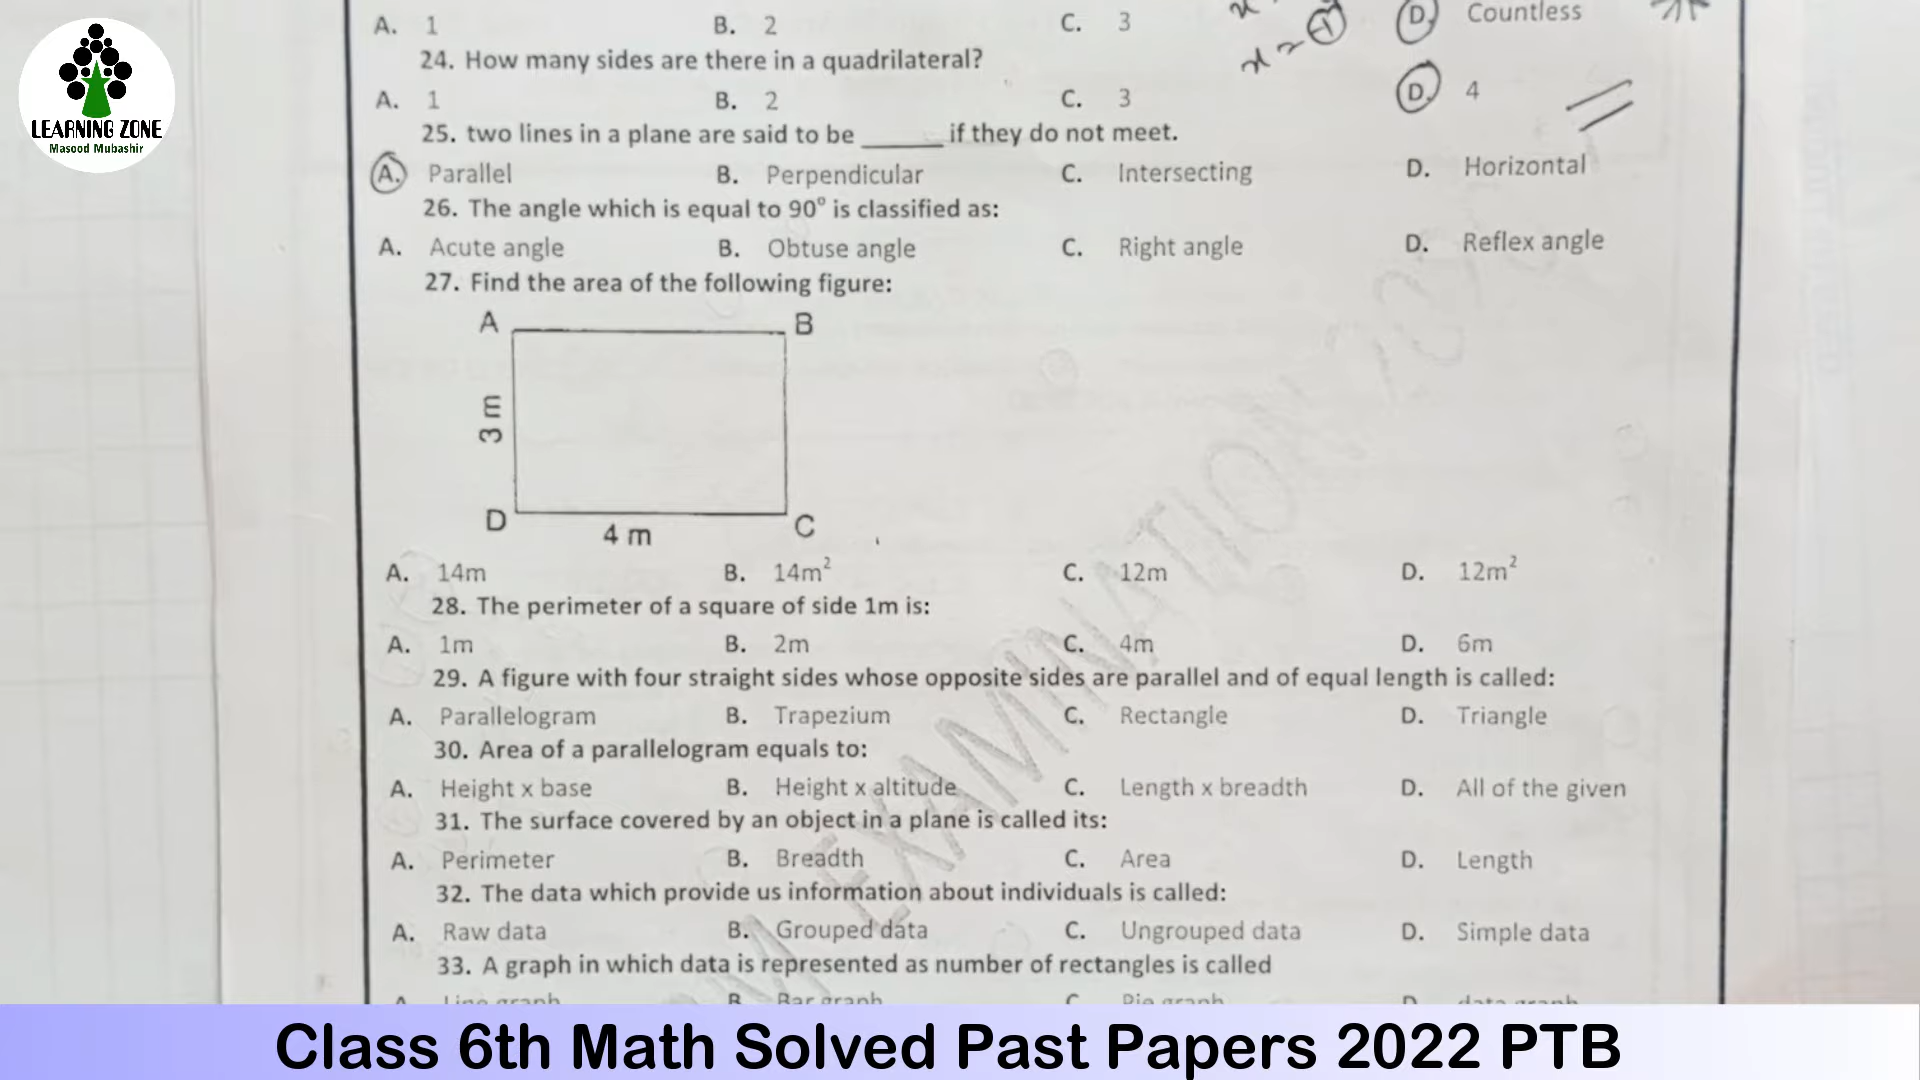 A. 1 B. 2 C. 3 D. Countless
24. How many sides are there in a quadrilateral?
A. 1 B. 2 C. 3 D. 4
25. two lines in a plane are said to be ______ if they do not meet.
A. Parallel B. Perpendicular C. Intersecting D. Horizontal
26. The angle which is equal to 90° is classified as:
A. Acute angle B. Obtuse angle C. Right angle D. Reflex angle
27. Find the area of the following figure:
A B
3 m
D C
4 m
A. 14m B. 14m² C. 12m D. 12m²
28. The perimeter of a square of side 1m is:
A. 1m B. 2m C. 4m D. 6m
29. A figure with four straight sides whose opposite sides are parallel and of equal length is called:
A. Parallelogram B. Trapezium C. Rectangle D. Triangle
30. Area of a parallelogram equals to:
A. Height x base B. Height x altitude C. Length x breadth D. All of the given
31. The surface covered by an object in a plane is called its:
A. Perimeter B. Breadth C. Area D. Length
32. The data which provide us information about individuals is called:
A. Raw data B. Grouped data C. Ungrouped data D. Simple data
33. A graph in which data is represented as number of rectangles is called
A Line graph B Bar graph C Pie graph D data graph
EXAMINATION
LEARNING ZONE
Masood Mubashir
Class 6th Math Solved Past Papers 2022 PTB